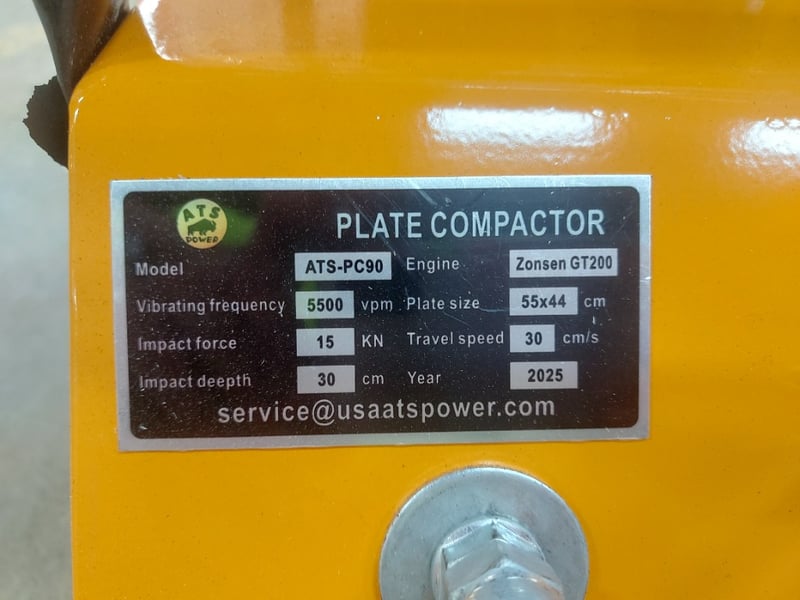 ATS
POWER
PLATE COMPACTOR
Model ATS-PC90 Engine Zonsen GT200
Vibrating frequency 5500 vpm Plate size 55x44 cm
Impact force 15 KN Travel speed 30 cm/s
Impact deepth 30 cm Year 2025
service@usaatspower.com